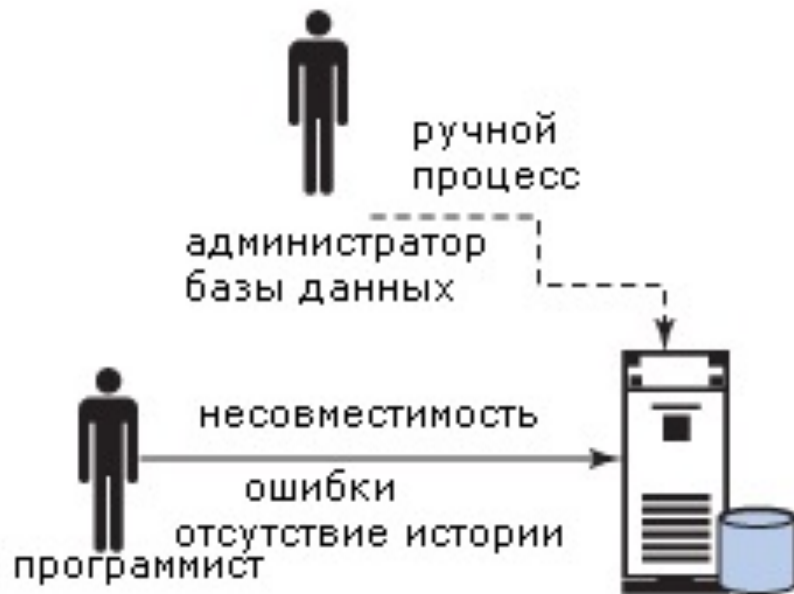 ручной
процесс
администратор
базы данных
несовместимость
ошибки
отсутствие истории
программист